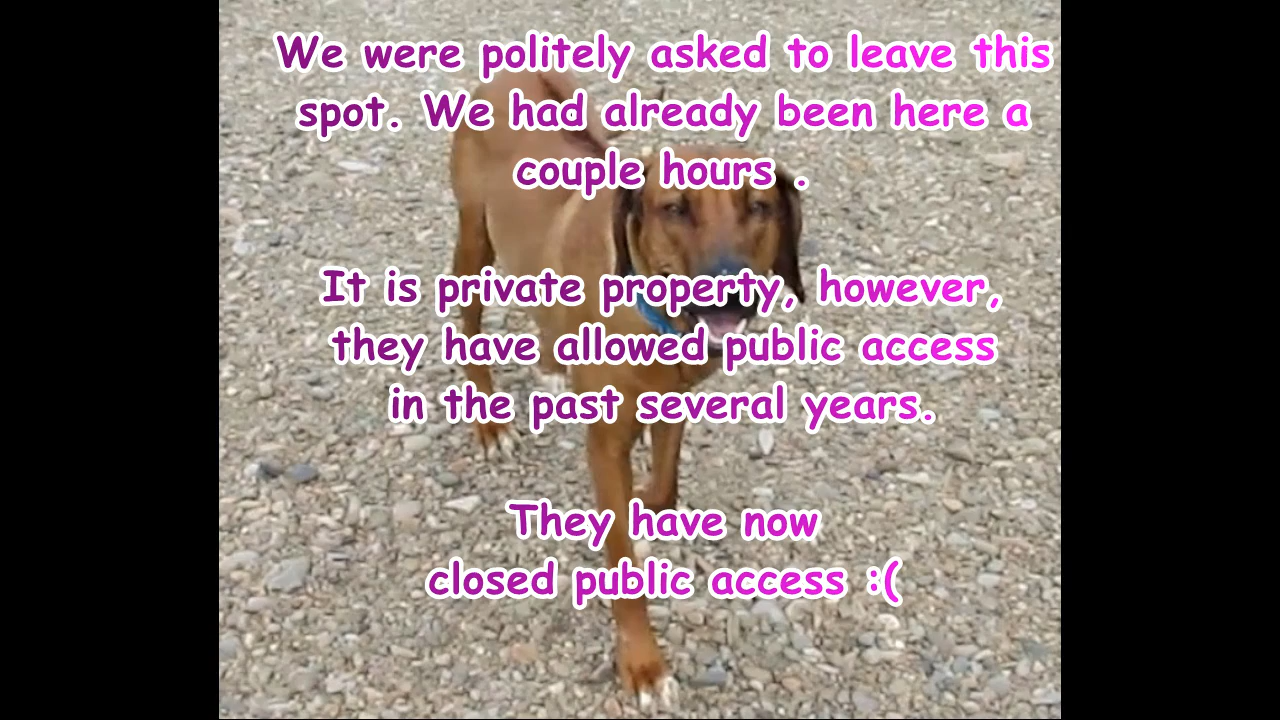 We were politely asked to leave this
spot. We had already been here a
couple hours .
It is private property, however,
they have allowed public access
in the past several years.
They have now
closed public access :(